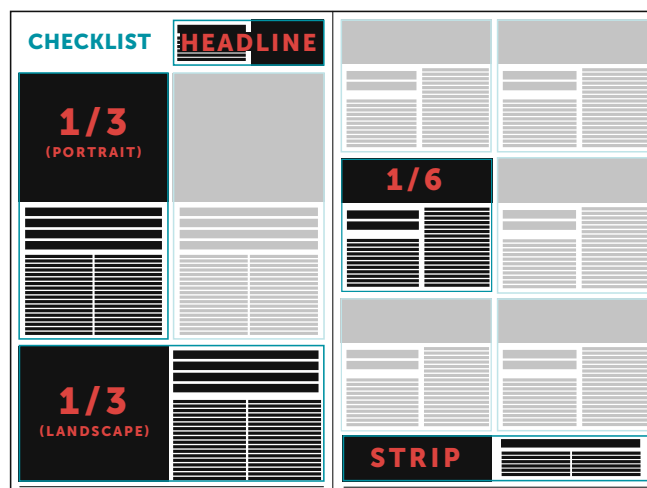 CHECKLIST
HEADLINE
1/3
(PORTRAIT)
1/3
(LANDSCAPE)
1/6
STRIP